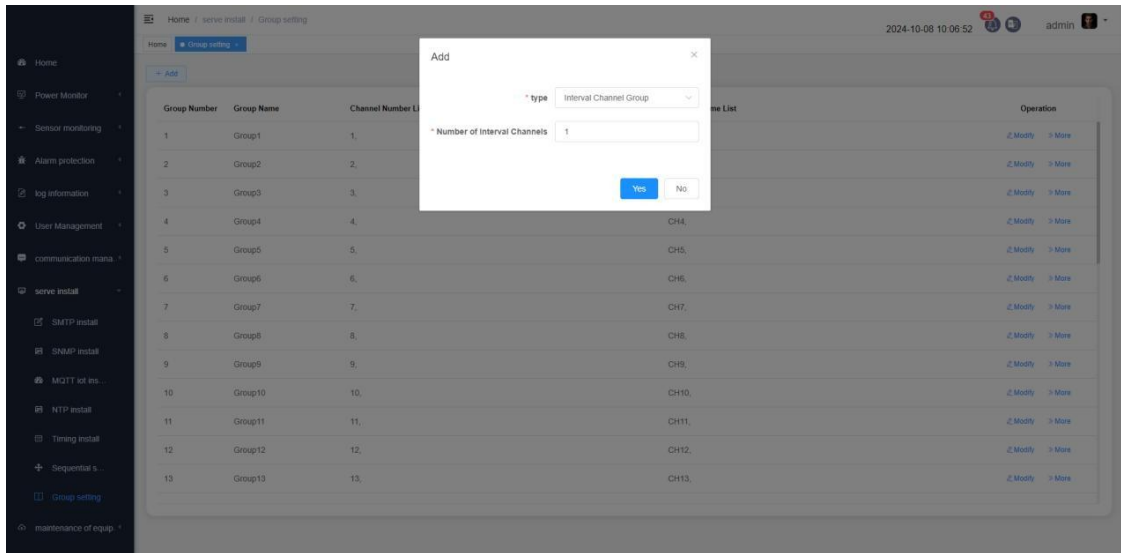 Home / serve install / Group setting
2024-10-08 10:06:52
43
admin
Home
Group setting ×
+ Add
Home
Power Monitor
Sensor monitoring
Alarm protection
log information
User Management
communication mana..
serve install
SMTP install
SNMP install
MQTT iot ins...
NTP install
Timing install
Sequential s...
Group setting
maintenance of equip.
Add ×
* type Interval Channel Group
* Number of Interval Channels 1
Yes No
Group Number Group Name Channel Number Li me List Operation
1 Group1 1, Modify More
2 Group2 2, Modify More
3 Group3 3, Modify More
4 Group4 4, CH4, Modify More
5 Group5 5, CH5, Modify More
6 Group6 6, CH6, Modify More
7 Group7 7, CH7, Modify More
8 Group8 8, CH8, Modify More
9 Group9 9, CH9, Modify More
10 Group10 10, CH10, Modify More
11 Group11 11, CH11, Modify More
12 Group12 12, CH12, Modify More
13 Group13 13, CH13, Modify More